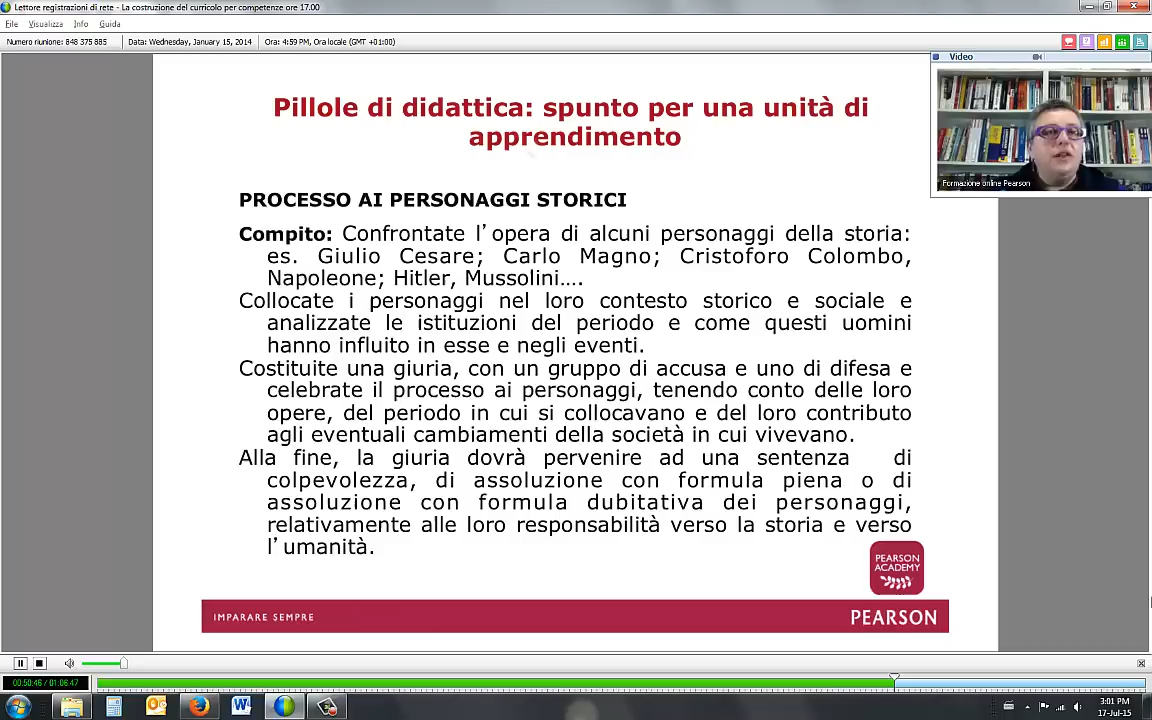 Lettore registrazioni di rete - La costruzione del curricolo per competenze ore 17.00
File Visualizza Info Guida
Numero riunione: 848 375 885 Data: Wednesday, January 15, 2014 Ora: 4:59 PM, Ora locale (GMT +01:00)
Video
Formazione online Pearson
Pillole di didattica: spunto per una unità di
apprendimento
PROCESSO AI PERSONAGGI STORICI
Compito: Confrontate l’opera di alcuni personaggi della storia:
es. Giulio Cesare; Carlo Magno; Cristoforo Colombo,
Napoleone; Hitler, Mussolini….
Collocate i personaggi nel loro contesto storico e sociale e
analizzate le istituzioni del periodo e come questi uomini
hanno influito in esse e negli eventi.
Costituite una giuria, con un gruppo di accusa e uno di difesa e
celebrate il processo ai personaggi, tenendo conto delle loro
opere, del periodo in cui si collocavano e del loro contributo
agli eventuali cambiamenti della società in cui vivevano.
Alla fine, la giuria dovrà pervenire ad una sentenza di
colpevolezza, di assoluzione con formula piena o di
assoluzione con formula dubitativa dei personaggi,
relativamente alle loro responsabilità verso la storia e verso
l’umanità.
PEARSON
ACADEMY
IMPARARE SEMPRE PEARSON
00:50:46 / 01:06:47
3:01 PM
17-Jul-15